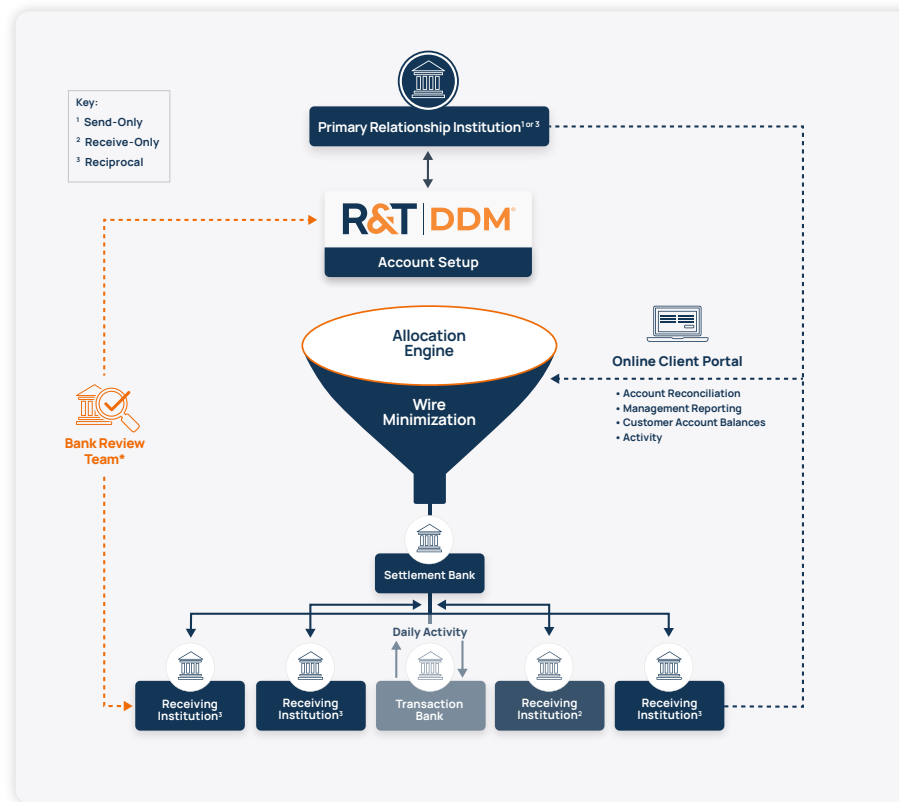 Primary Relationship Institution¹ or ³
Key:
¹ Send-Only
² Receive-Only
³ Reciprocal
R&T | DDM®
Account Setup
Allocation
Engine
Wire
Minimization
Online Client Portal
• Account Reconciliation
• Management Reporting
• Customer Account Balances
• Activity
Bank Review
Team*
Settlement Bank
Daily Activity
Receiving
Institution³
Receiving
Institution³
Transaction
Bank
Receiving
Institution²
Receiving
Institution³